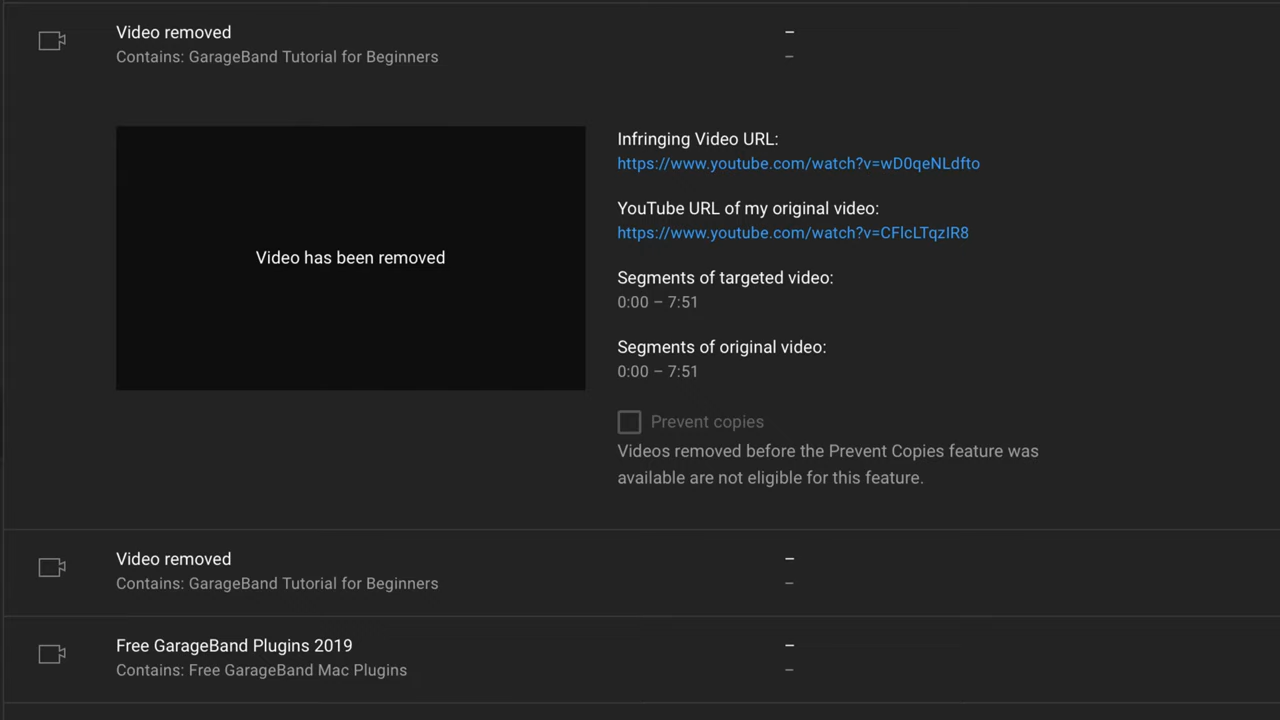 Video removed
–
Contains: GarageBand Tutorial for Beginners
–
Video has been removed
Infringing Video URL:
https://www.youtube.com/watch?v=wD0qeNLdfto
YouTube URL of my original video:
https://www.youtube.com/watch?v=CFIcLTqzIR8
Segments of targeted video:
0:00 – 7:51
Segments of original video:
0:00 – 7:51
Prevent copies
Videos removed before the Prevent Copies feature was
available are not eligible for this feature.
Video removed
–
Contains: GarageBand Tutorial for Beginners
–
Free GarageBand Plugins 2019
–
Contains: Free GarageBand Mac Plugins
–